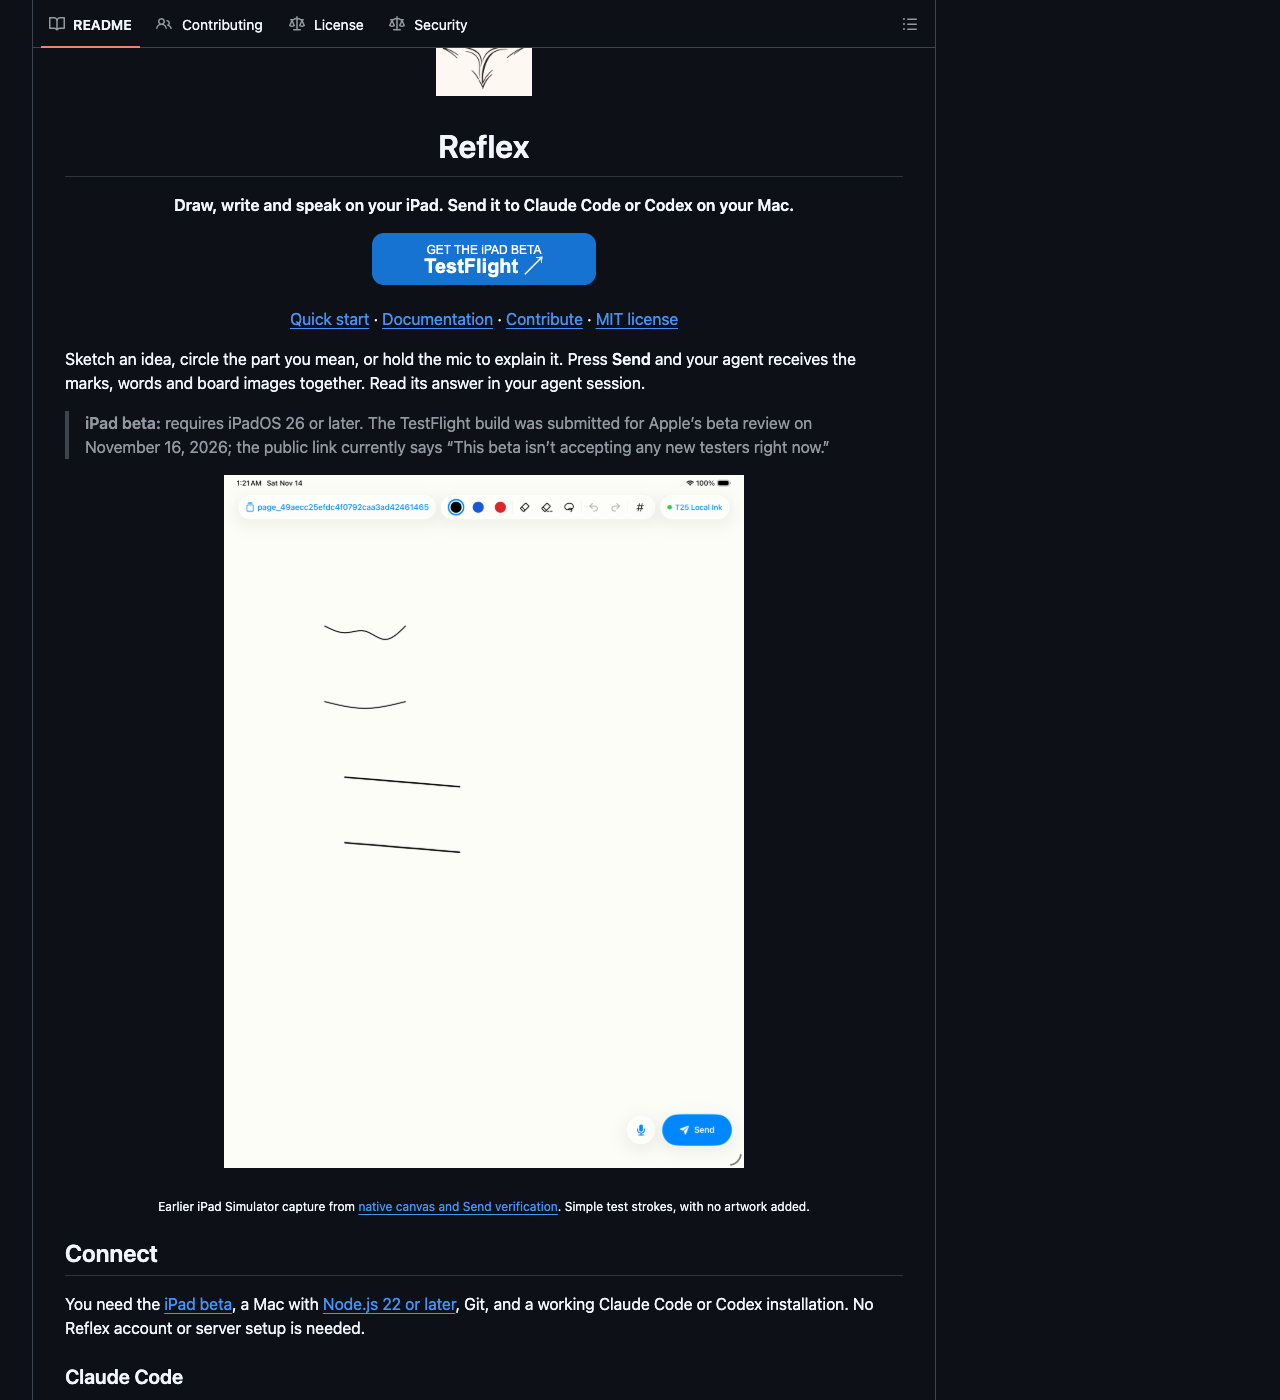 README Contributing License Security
Reflex
Draw, write and speak on your iPad. Send it to Claude Code or Codex on your Mac.
GET THE iPAD BETA
TestFlight ↗
Quick start · Documentation · Contribute · MIT license
Sketch an idea, circle the part you mean, or hold the mic to explain it. Press Send and your agent receives the
marks, words and board images together. Read its answer in your agent session.
iPad beta: requires iPadOS 26 or later. The TestFlight build was submitted for Apple’s beta review on
November 16, 2026; the public link currently says “This beta isn’t accepting any new testers right now.”
1:21 AM Sat Nov 14 100%
page_49aecc25efdc4f0792caa3ad42461465 # T25 Local Ink
Send
Earlier iPad Simulator capture from native canvas and Send verification. Simple test strokes, with no artwork added.
Connect
You need the iPad beta, a Mac with Node.js 22 or later, Git, and a working Claude Code or Codex installation. No
Reflex account or server setup is needed.
Claude Code